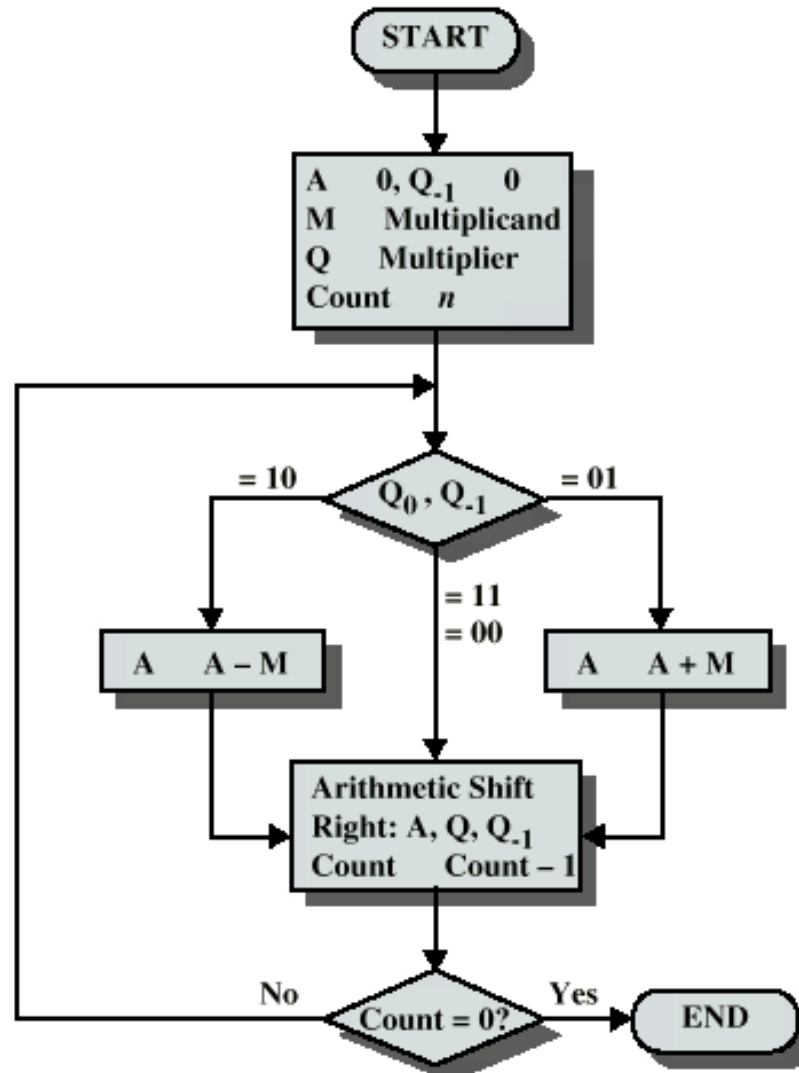 START
A 0, Q-1 0
M Multiplicand
Q Multiplier
Count n
= 10
Q0 , Q-1
= 01
= 11
= 00
A A – M
A A + M
Arithmetic Shift
Right: A, Q, Q-1
Count Count – 1
No
Count = 0?
Yes
END